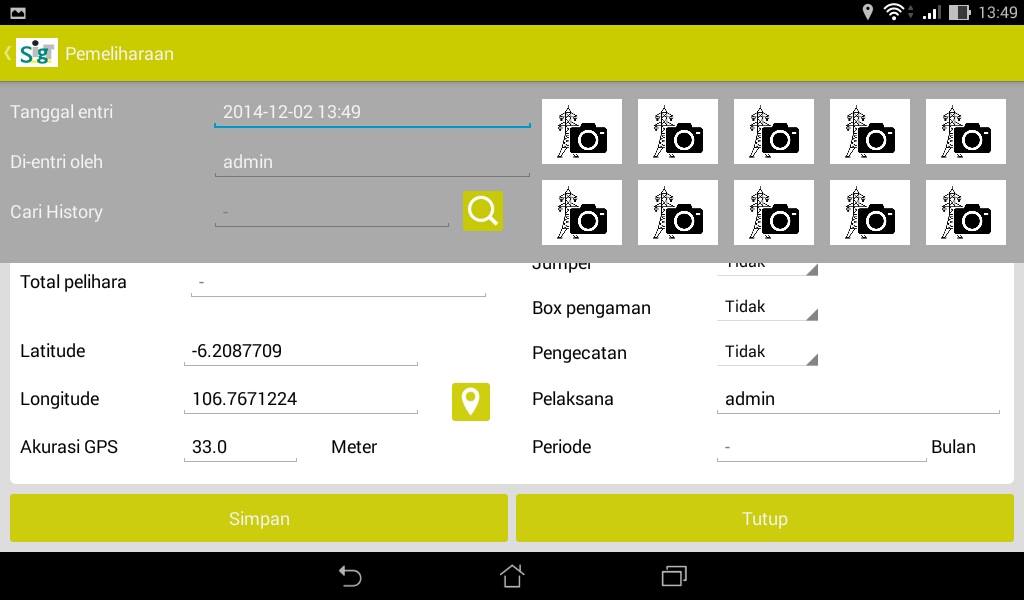 13:49
SigT Pemeliharaan
Tanggal entri 2014-12-02 13:49
Di-entri oleh admin
Cari History -
Total pelihara -
Latitude -6.2087709
Longitude 106.7671224
Akurasi GPS 33.0 Meter
Jumper Tidak
Box pengaman Tidak
Pengecatan Tidak
Pelaksana admin
Periode - Bulan
Simpan Tutup